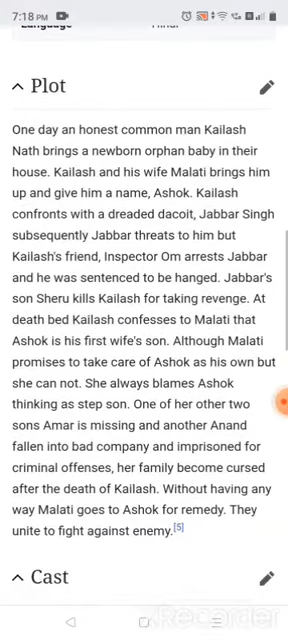 7:18 PM
Language Hindi
Plot
One day an honest common man Kailash
Nath brings a newborn orphan baby in their
house. Kailash and his wife Malati brings him
up and give him a name, Ashok. Kailash
confronts with a dreaded dacoit, Jabbar Singh
subsequently Jabbar threats to him but
Kailash's friend, Inspector Om arrests Jabbar
and he was sentenced to be hanged. Jabbar's
son Sheru kills Kailash for taking revenge. At
death bed Kailash confesses to Malati that
Ashok is his first wife's son. Although Malati
promises to take care of Ashok as his own but
she can not. She always blames Ashok
thinking as step son. One of her other two
sons Amar is missing and another Anand
fallen into bad company and imprisoned for
criminal offenses, her family become cursed
after the death of Kailash. Without having any
way Malati goes to Ashok for remedy. They
unite to fight against enemy.[5]
Cast
Recorder